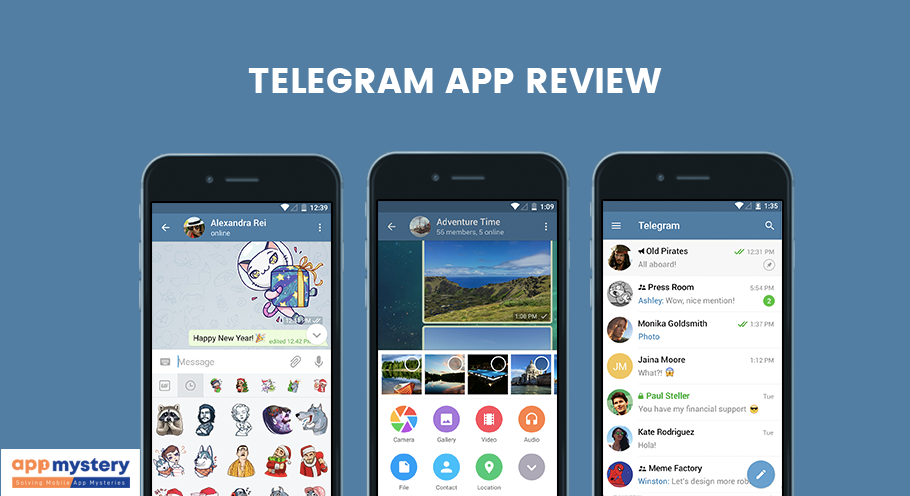 TELEGRAM APP REVIEW
12:39
Alexandra Rei
online
Happy New Year! 🎉 edited 12:42 PM
Message
GIF
1:09
Adventure Time
56 members, 5 online
1:08 PM
Camera Gallery Video Audio
File Contact Location
1:35
Telegram
Old Pirates 12:31 PM
All aboard!
Press Room 5:54 PM
Ashley: Wow, nice mention! 2
Monika Goldsmith 1:37 PM
Photo
JM
Jaina Moore 1:12 PM
What?! 😱
Paul Steller Tue
You have my financial support 😎
Kate Rodriguez Tue
Hola!
Meme Factory
Winston: Let's design more rob
appmystery
Solving Mobile App Mysteries